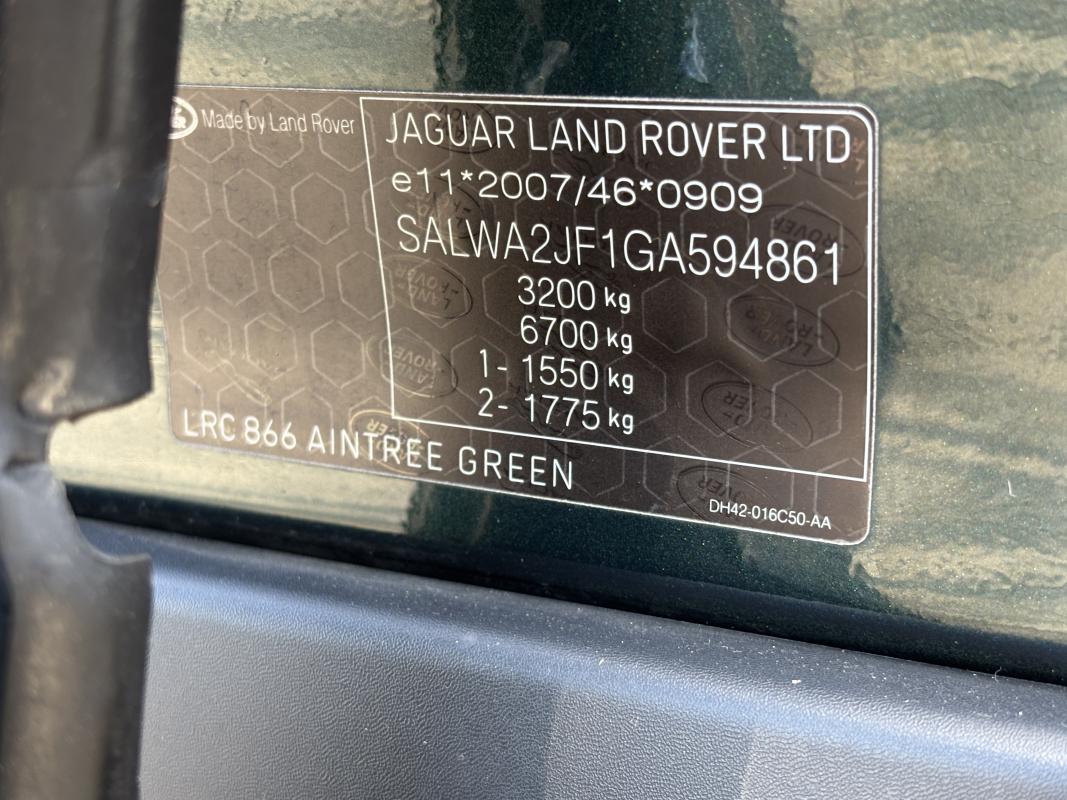 Made by Land Rover
JAGUAR LAND ROVER LTD
e11*2007/46*0909
SALWA2JF1GA594861
3200 kg
6700 kg
1- 1550 kg
2- 1775 kg
LRC 866 AINTREE GREEN
DH42-016C50-AA